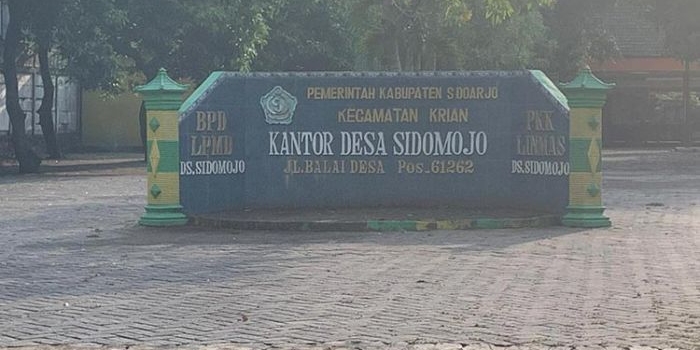 BPD
LPMD
DS.SIDOMOJO
PEMERINTAH KABUPATEN SIDOARJO
KECAMATAN KRIAN
KANTOR DESA SIDOMOJO
JL.BALAI DESA POS.61262
PKK
LINMAS
DS.SIDOMOJO